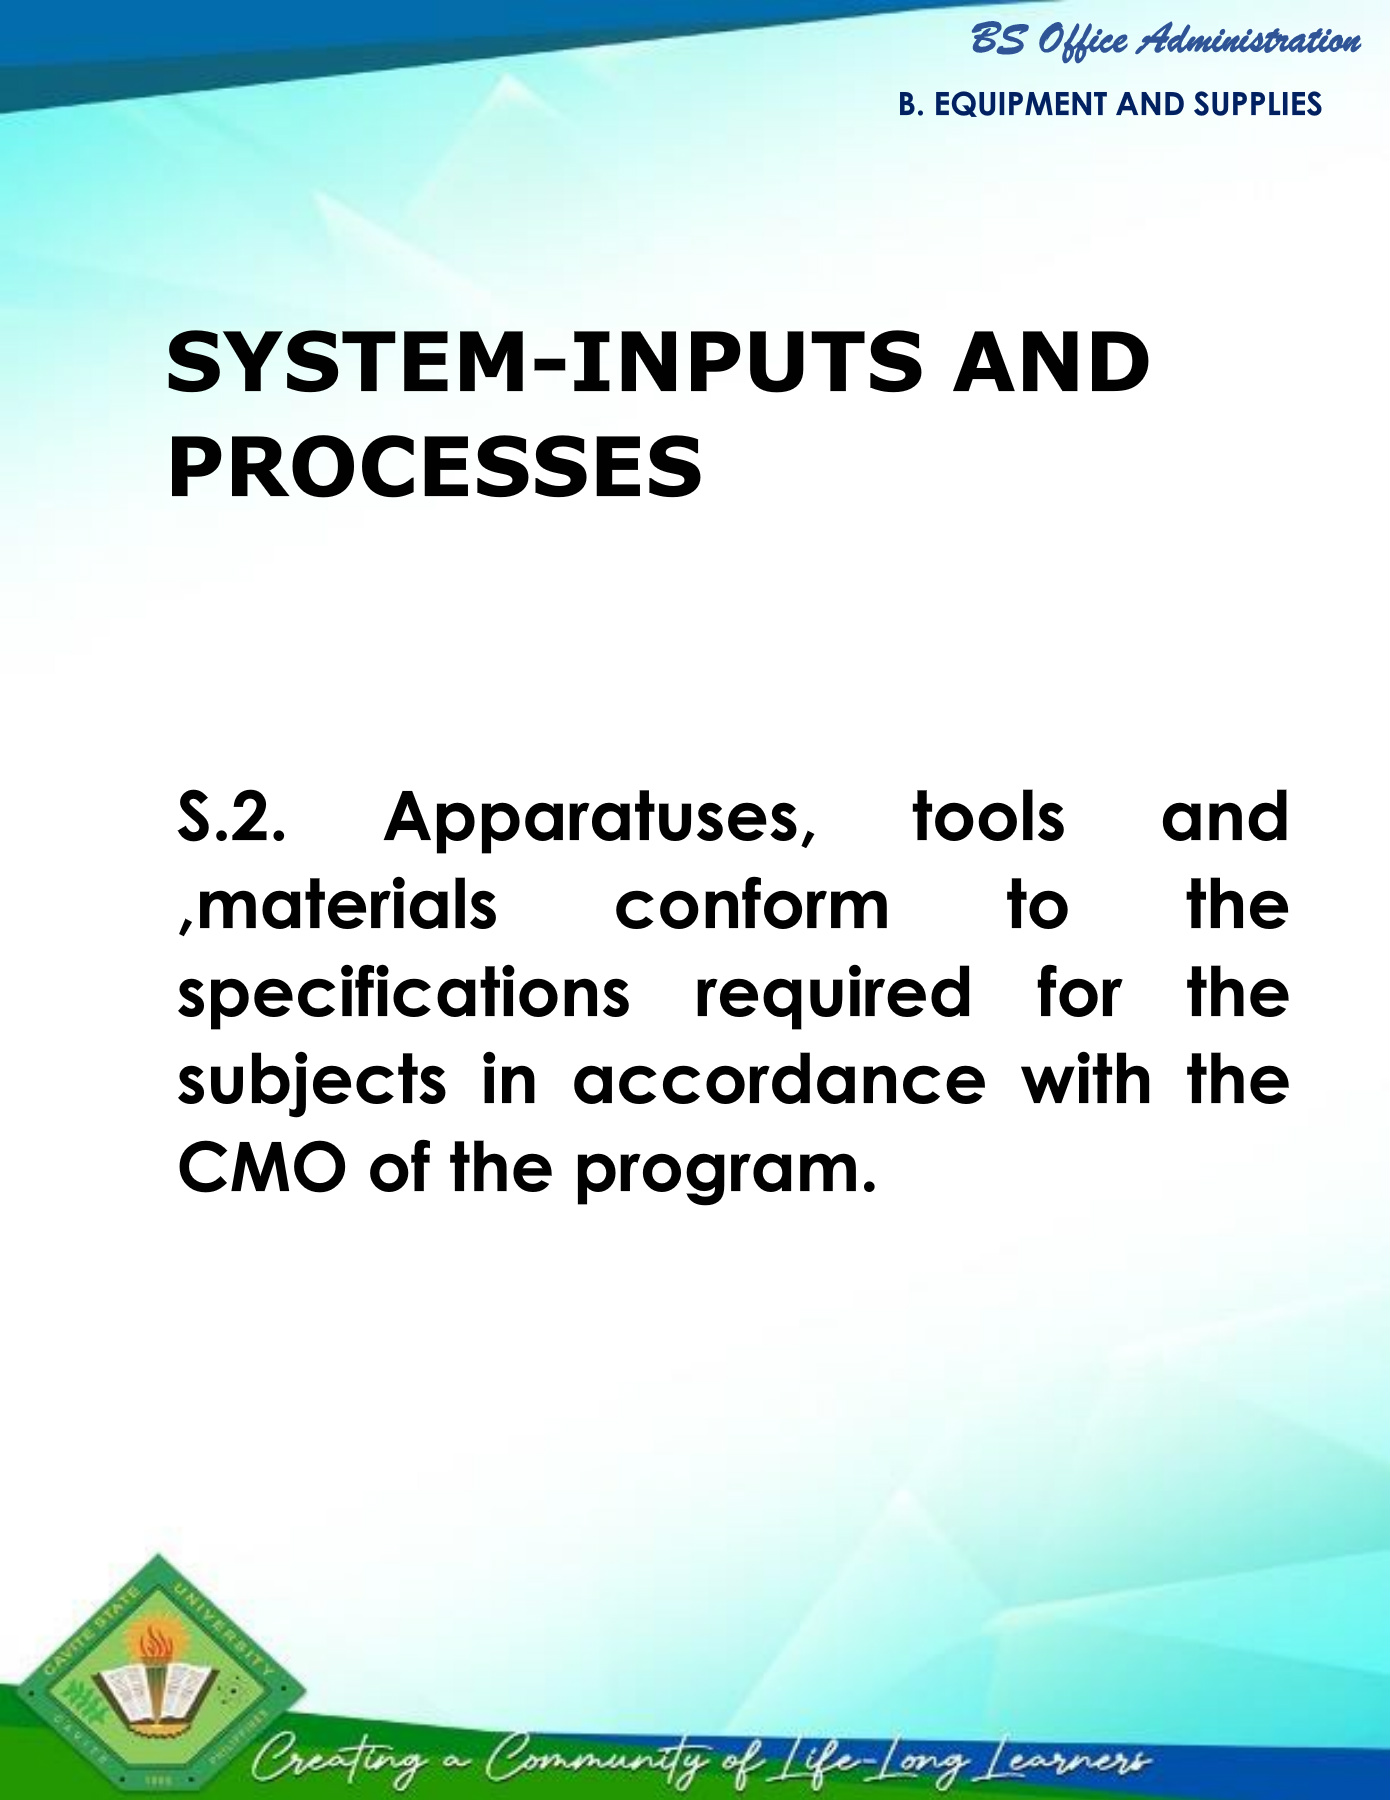 BS Office Administration
B. EQUIPMENT AND SUPPLIES
SYSTEM-INPUTS AND
PROCESSES
S.2. Apparatuses, tools and
,materials conform to the
specifications required for the
subjects in accordance with the
CMO of the program.
CAVITE STATE UNIVERSITY
CAVITE PHILIPPINES
1906
Creating a Community of Life-Long Learners